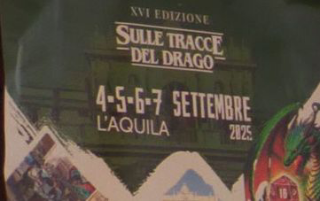 XVI EDIZIONE
SULLE TRACCE
DEL DRAGO
4-5-6-7 SETTEMBRE
L'AQUILA 2025